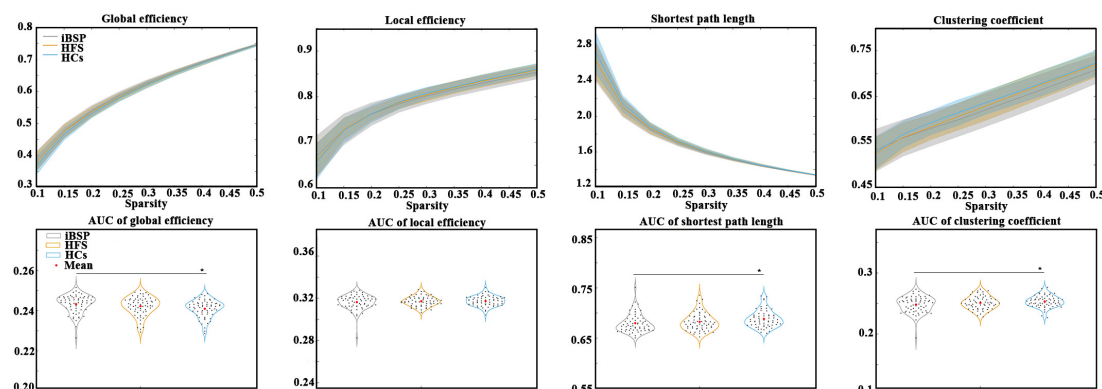 Global efficiency
0.8
0.7
0.6
0.5
0.4
0.3
iBSP
HFS
HCs
0.1 0.15 0.2 0.25 0.3 0.35 0.4 0.45 0.5
Sparsity
Local efficiency
0.9
0.8
0.7
0.6
0.1 0.15 0.2 0.25 0.3 0.35 0.4 0.45 0.5
Sparsity
Shortest path length
2.8
2.4
2.0
1.6
1.2
0.1 0.15 0.2 0.25 0.3 0.35 0.4 0.45 0.5
Sparsity
Clustering coefficient
0.75
0.65
0.55
0.45
0.1 0.15 0.2 0.25 0.3 0.35 0.4 0.45 0.5
Sparsity
AUC of global efficiency
iBSP
HFS
HCs
Mean
*
0.26
0.24
0.22
0.20
AUC of local efficiency
0.36
0.32
0.28
0.24
AUC of shortest path length
*
0.85
0.75
0.65
0.55
AUC of clustering coefficient
*
0.3
0.2
0.1